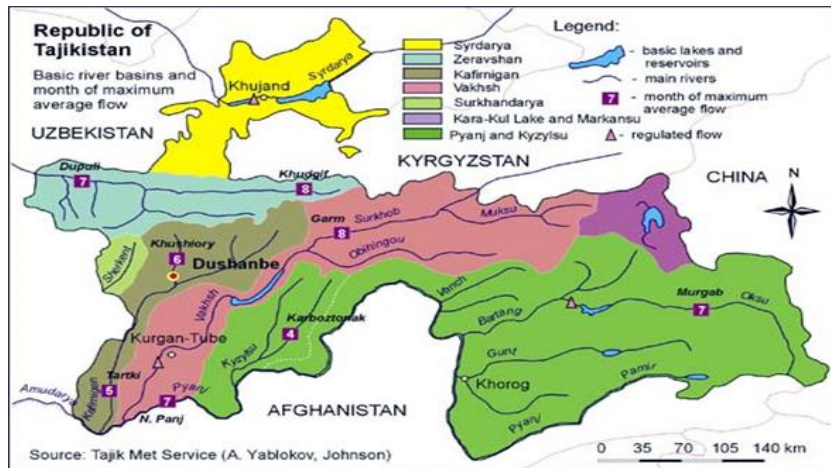 Republic of
Tajikistan
Basic river basins and
month of maximum
average flow
Legend:
Syrdarya
Zeravshan
Kafirnigan
Vakhsh
Surkhandarya
Kara-Kul Lake and Markansu
Pyanj and Kyzylsu
- basic lakes and
reservoirs
- main rivers
7 - month of maximum
average flow
- regulated flow
Khujand
Syrdarya
UZBEKISTAN
KYRGYZSTAN
CHINA
N
Dupuli
7
Khudgif
8
Garm
8
Surkhob
Muksu
Obihingou
Khushiory
6
Dushanbe
Sherkent
Vakhsh
Vanch
Bartang
Murgab
7
Oksu
Karboztonak
4
Kurgan-Tube
Kyzylsu
Gunt
Tartki
5
Kafirnigan
Pyanj
Khorog
Pamir
Amudarya
7
N. Panj
AFGHANISTAN
Pyanj
Source: Tajik Met Service (A. Yablokov, Johnson)
0 35 70 105 140 km